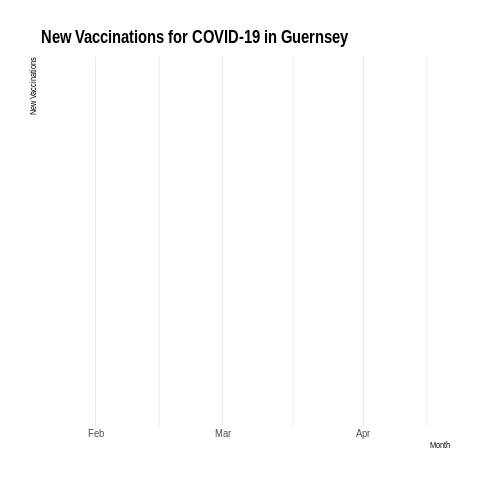 New Vaccinations for COVID-19 in Guernsey
New Vaccinations
Feb Mar Apr
Month